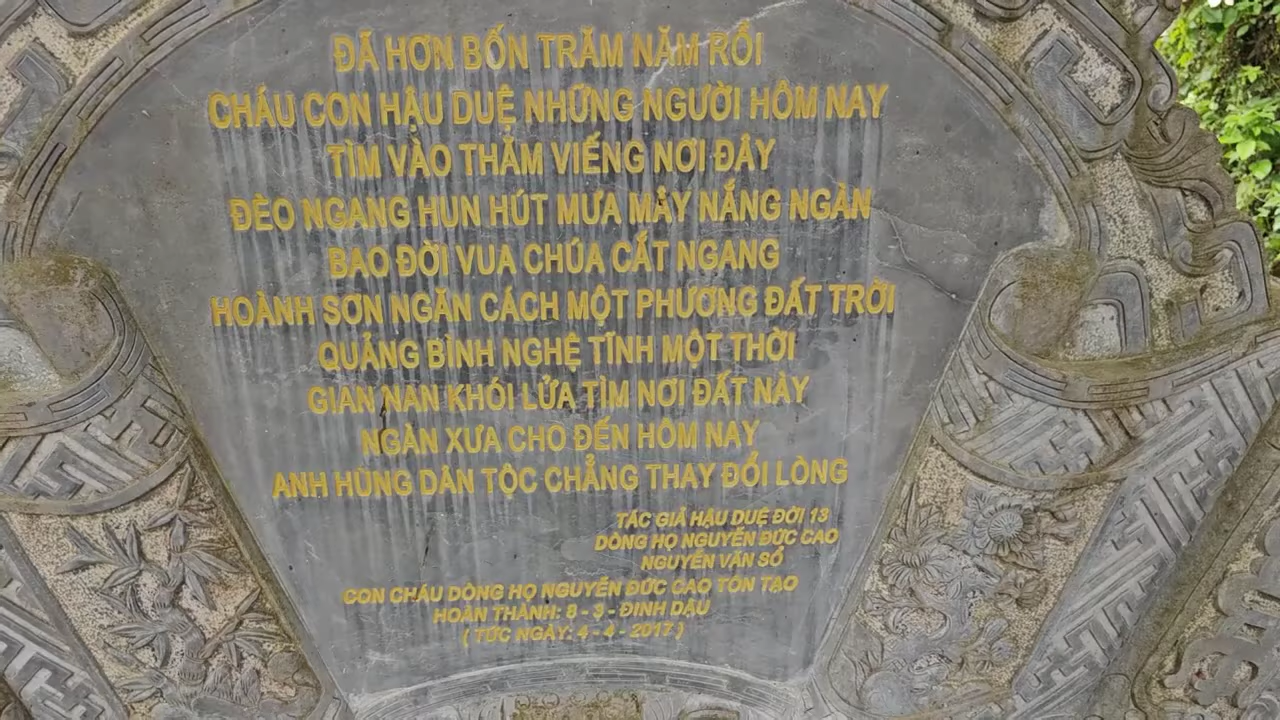 ĐÃ HƠN BỐN TRĂM NĂM RỒI
CHÁU CON HẬU DUỆ NHỮNG NGƯỜI HÔM NAY
TÌM VÀO THĂM VIẾNG NƠI ĐÂY
ĐÈO NGANG HUN HÚT MƯA MÂY NẮNG NGÀN
BAO ĐỜI VUA CHÚA CẮT NGANG
HOÀNH SƠN NGĂN CÁCH MỘT PHƯƠNG ĐẤT TRỜI
QUẢNG BÌNH NGHỆ TĨNH MỘT THỜI
GIAN NAN KHÓI LỬA TÌM NƠI ĐẤT NÀY
NGÀN XƯA CHO ĐẾN HÔM NAY
ANH HÙNG DÂN TỘC CHẲNG THAY ĐỔI LÒNG
TÁC GIẢ HẬU DUỆ ĐỜI 13
DÒNG HỌ NGUYỄN ĐỨC CAO
NGUYỄN VĂN SỔ
CON CHÁU DÒNG HỌ NGUYỄN ĐỨC CAO TÔN TẠO
HOÀN THÀNH: 8 - 3 - ĐINH DẬU
( TỨC NGÀY: 4 - 4 - 2017 )